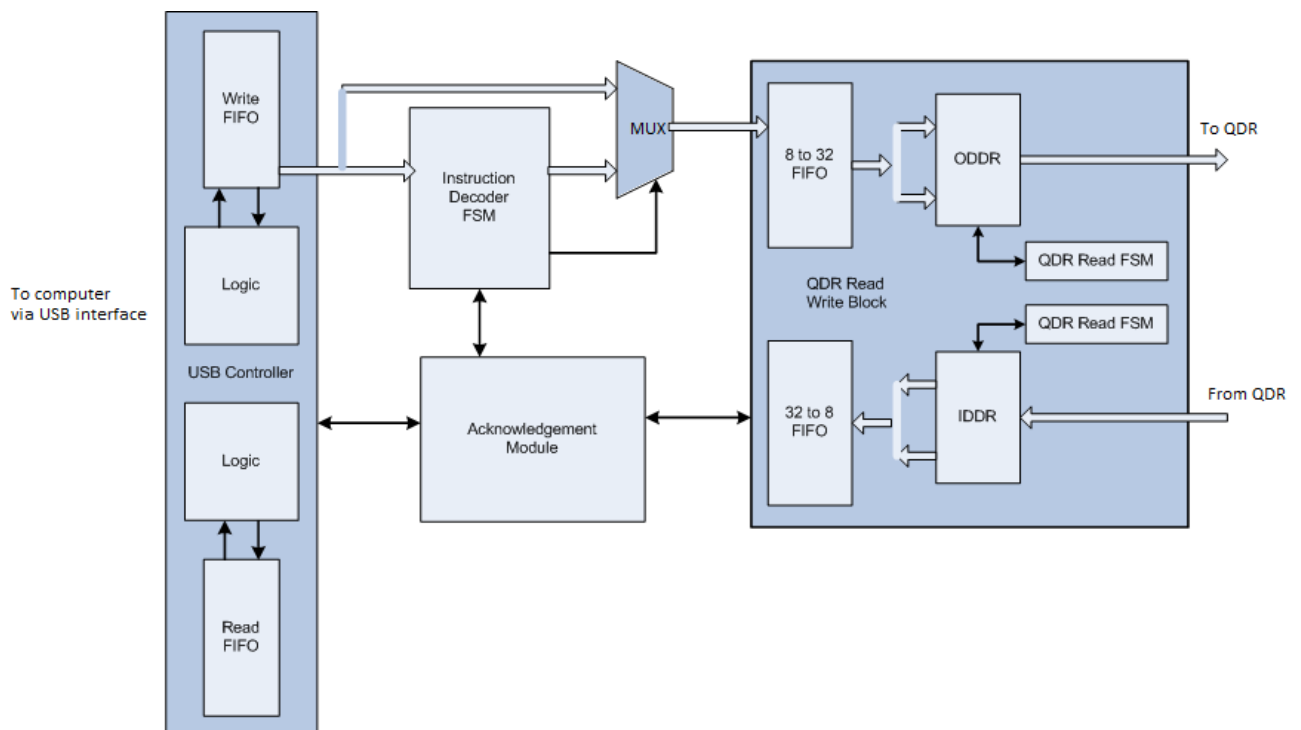 To computer
via USB interface
Write
FIFO
Logic
USB Controller
Logic
Read
FIFO
Instruction
Decoder
FSM
MUX
Acknowledgement
Module
8 to 32
FIFO
ODDR
QDR Read FSM
QDR Read
Write Block
QDR Read FSM
32 to 8
FIFO
IDDR
To QDR
From QDR